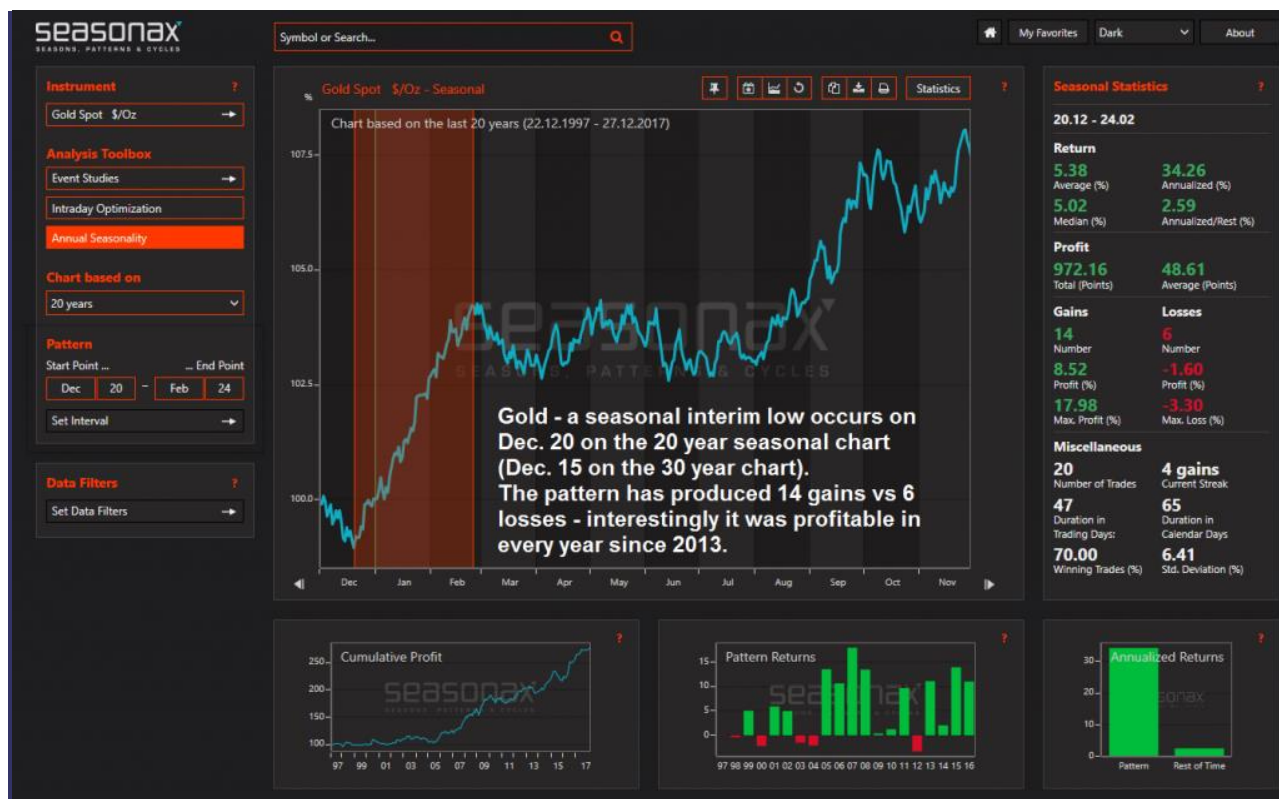 seasonax
SEASONS, PATTERNS & CYCLES
Symbol or Search...
My Favorites
Dark
About
Instrument ?
Gold Spot $/Oz
Analysis Toolbox
Event Studies
Intraday Optimization
Annual Seasonality
Chart based on
20 years
Pattern
Start Point ... ... End Point
Dec 20 - Feb 24
Set Interval
Data Filters ?
Set Data Filters
% Gold Spot $/Oz - Seasonal
Statistics
?
Chart based on the last 20 years (22.12.1997 - 27.12.2017)
107.5
105.0
102.5
100.0
seasonax
SEASONS, PATTERNS & CYCLES
Gold - a seasonal interim low occurs on
Dec. 20 on the 20 year seasonal chart
(Dec. 15 on the 30 year chart).
The pattern has produced 14 gains vs 6
losses - interestingly it was profitable in
every year since 2013.
Dec Jan Feb Mar Apr May Jun Jul Aug Sep Oct Nov
Seasonal Statistics ?
20.12 - 24.02
Return
5.38 34.26
Average (%) Annualized (%)
5.02 2.59
Median (%) Annualized/Rest (%)
Profit
972.16 48.61
Total (Points) Average (Points)
Gains Losses
14 6
Number Number
8.52 -1.60
Profit (%) Profit (%)
17.98 -3.30
Max. Profit (%) Max. Loss (%)
Miscellaneous
20 4 gains
Number of Trades Current Streak
47 65
Duration in Duration in
Trading Days: Calendar Days
70.00 6.41
Winning Trades (%) Std. Deviation (%)
?
Cumulative Profit
250
200
150
100
seasonax
SEASONS, PATTERNS & CYCLES
97 99 01 03 05 07 09 11 13 15 17
?
Pattern Returns
15
10
5
0
seasonax
97 98 99 00 01 02 03 04 05 06 07 08 09 10 11 12 13 14 15 16
?
Annualized Returns
30
20
10
0
Pattern Rest of Time